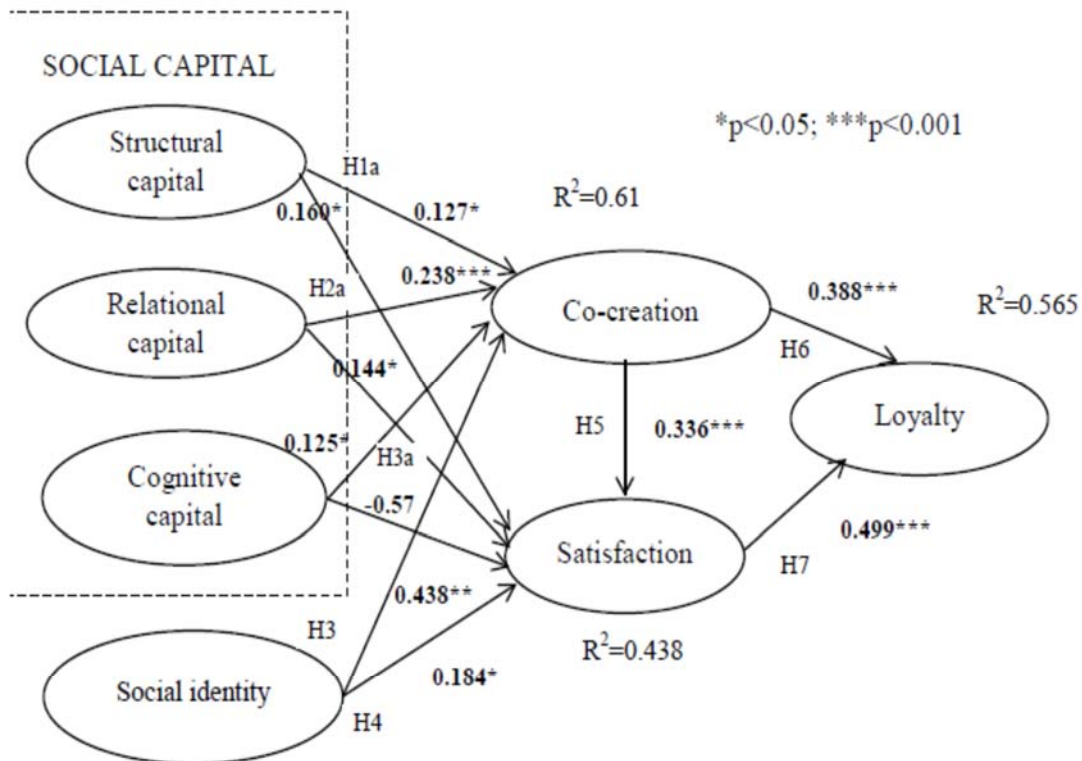 SOCIAL CAPITAL
Structural
capital
H1a
*p<0.05; ***p<0.001
R²=0.61
0.160*
0.127*
Relational
capital
H2a
0.238***
Co-creation
0.388***
R²=0.565
H6
0.144*
Loyalty
H5
0.336***
0.125*
H3a
Cognitive
capital
-0.57
Satisfaction
0.499***
H7
0.438**
H3
R²=0.438
0.184*
Social identity
H4